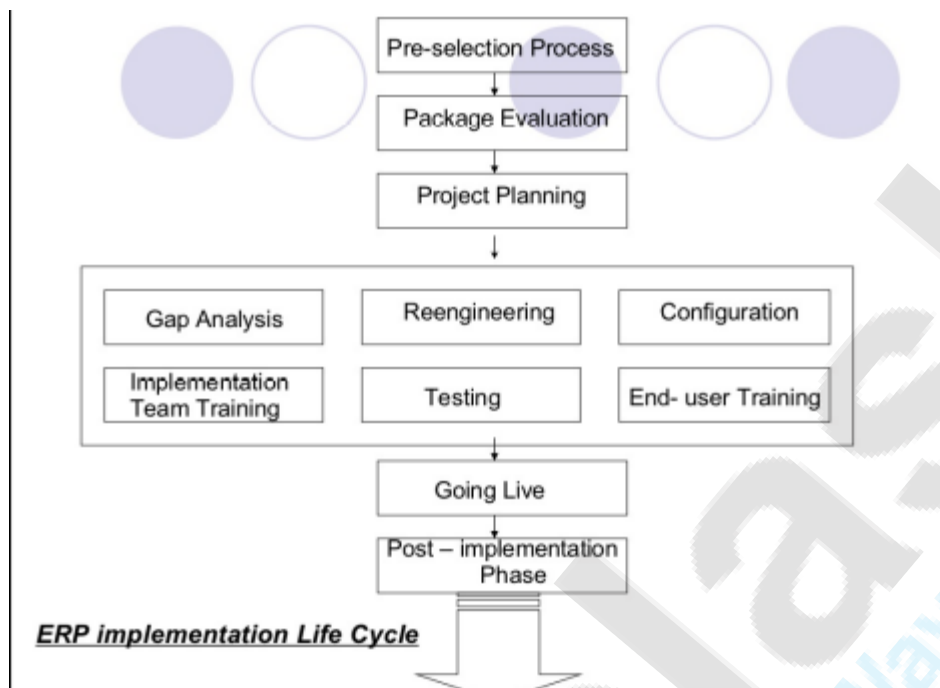 Pre-selection Process
Package Evaluation
Project Planning
Gap Analysis
Reengineering
Configuration
Implementation
Team Training
Testing
End- user Training
Going Live
Post – implementation
Phase
ERP implementation Life Cycle